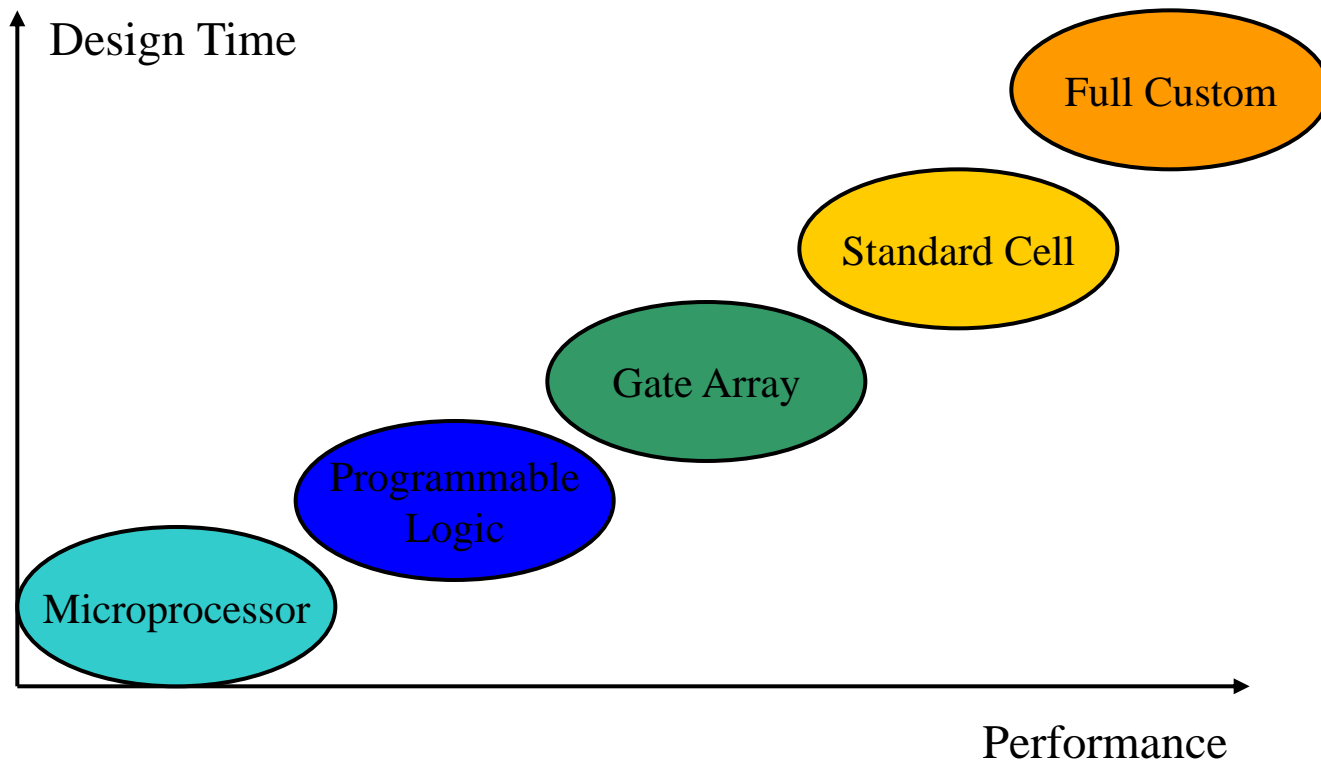 Design Time
Full Custom
Standard Cell
Gate Array
Programmable
Logic
Microprocessor
Performance